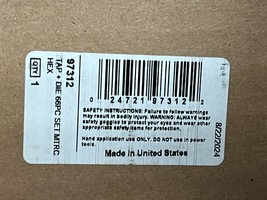 QTY
1
97312
TAP + DIE 66PC SET MTRC
HEX
0 24721 97312 2
SAFETY INSTRUCTIONS: Failure to follow warnings
may result in bodily injury. WARNING: ALWAYS wear
safety goggles to protect your eyes and wear other
appropriate safety items for protection.
Hand application use ONLY. DO NOT use in power tools.
Made In United States
8/22/2024